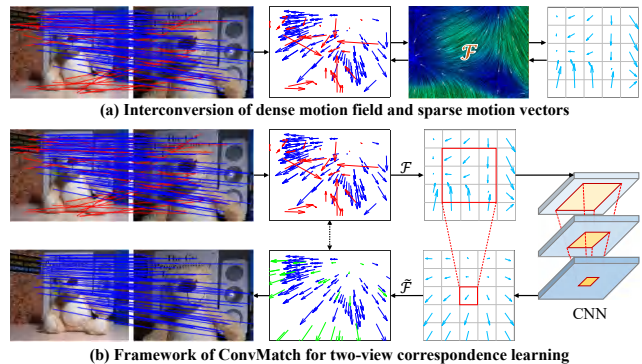 F
(a) Interconversion of dense motion field and sparse motion vectors
F
F̃
CNN
(b) Framework of ConvMatch for two-view correspondence learning